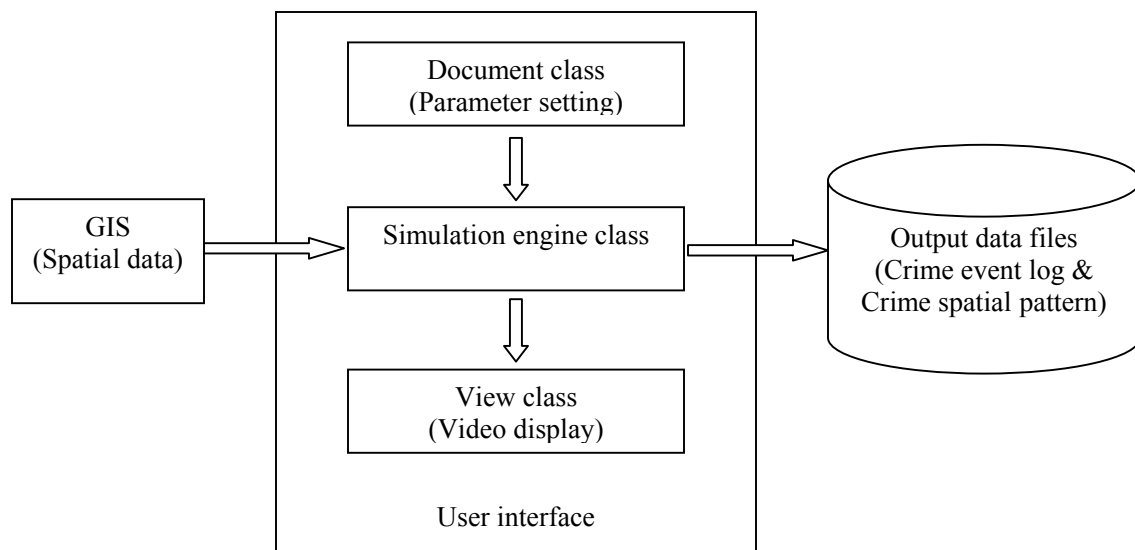 Document class
(Parameter setting)
GIS
(Spatial data)
Simulation engine class
Output data files
(Crime event log &
Crime spatial pattern)
View class
(Video display)
User interface